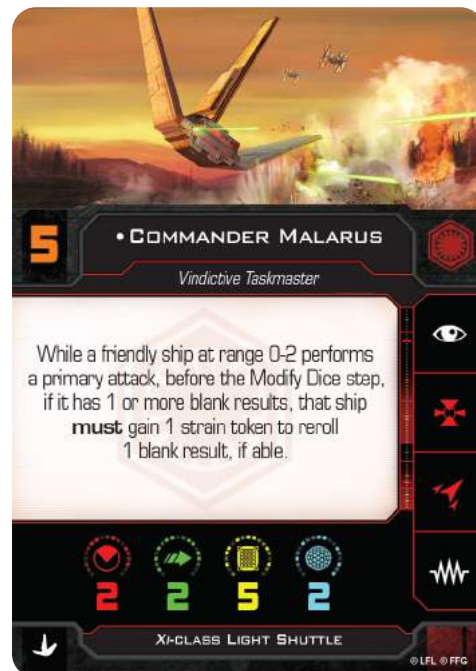 5
• Commander Malarus
Vindictive Taskmaster
While a friendly ship at range 0-2 performs
a primary attack, before the Modify Dice step,
if it has 1 or more blank results, that ship
must gain 1 strain token to reroll
1 blank result, if able.
2 2 5 2
Xi-class Light Shuttle
© LFL © FFG